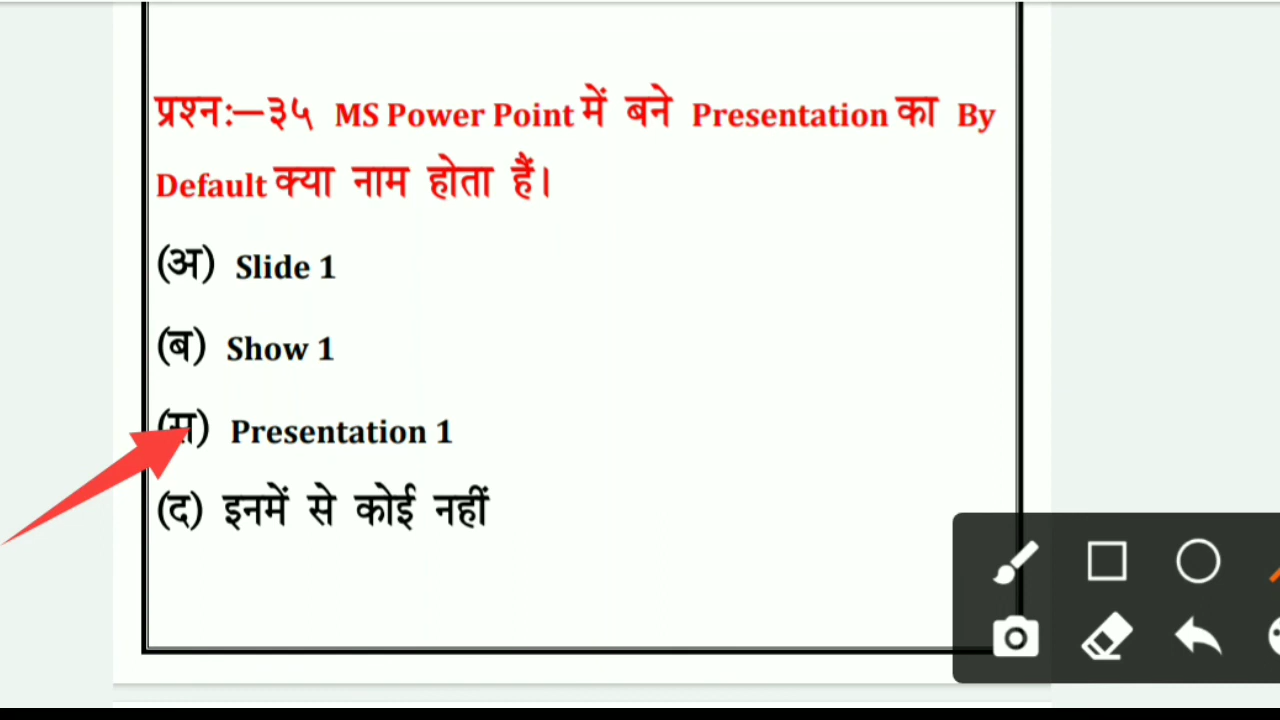 प्रश्नः—३५ MS Power Point में बने Presentation का By
Default क्या नाम होता हैं।
(अ) Slide 1
(ब) Show 1
(स) Presentation 1
(द) इनमें से कोई नहीं